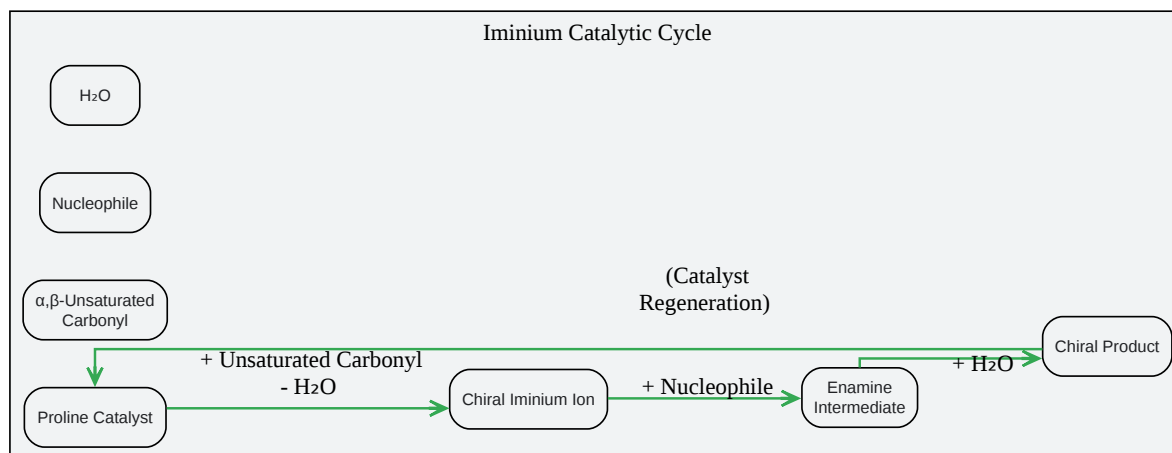 Iminium Catalytic Cycle
H₂O
Nucleophile
α,β-Unsaturated
Carbonyl
(Catalyst
Regeneration)
Chiral Product
+ Unsaturated Carbonyl
- H₂O
+ H₂O
Proline Catalyst
Chiral Iminium Ion
+ Nucleophile
Enamine
Intermediate